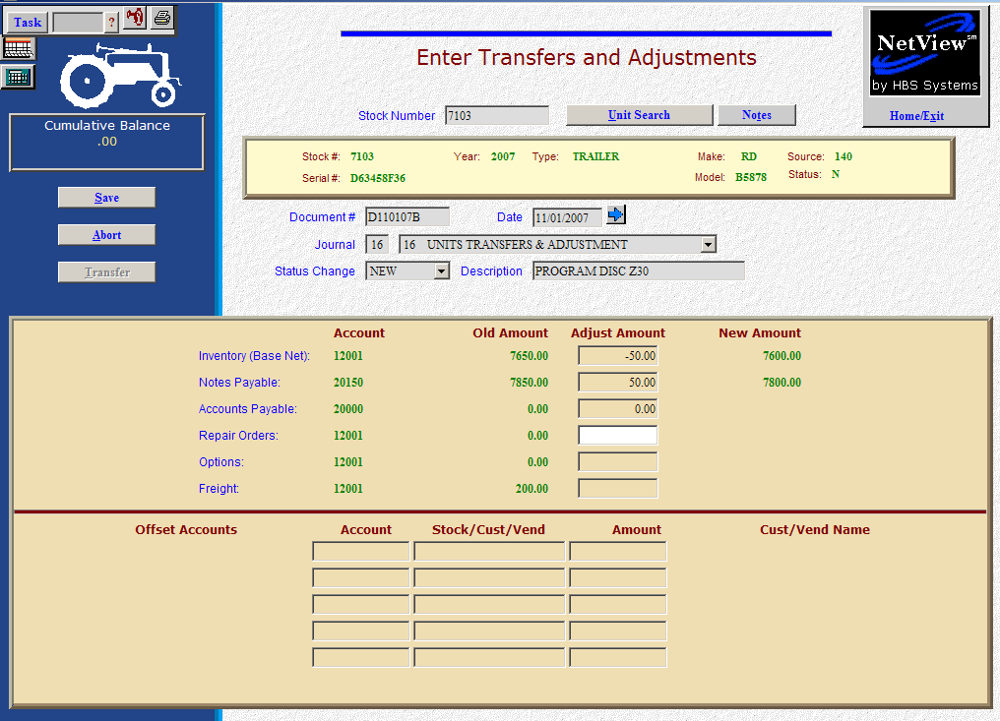 Task ?
Cumulative Balance
.00
Save
Abort
Transfer
Enter Transfers and Adjustments
NetView℠
by HBS Systems
Home/Exit
Stock Number 7103 Unit Search Notes
Stock #: 7103 Year: 2007 Type: TRAILER Make: RD Source: 140
Serial #: D63458F36 Model: B5878 Status: N
Document # D110107B Date 11/01/2007
Journal 16 16 UNITS TRANSFERS & ADJUSTMENT
Status Change NEW Description PROGRAM DISC Z30
Account Old Amount Adjust Amount New Amount
Inventory (Base Net): 12001 7650.00 -50.00 7600.00
Notes Payable: 20150 7850.00 50.00 7800.00
Accounts Payable: 20000 0.00 0.00
Repair Orders: 12001 0.00
Options: 12001 0.00
Freight: 12001 200.00
Offset Accounts Account Stock/Cust/Vend Amount Cust/Vend Name